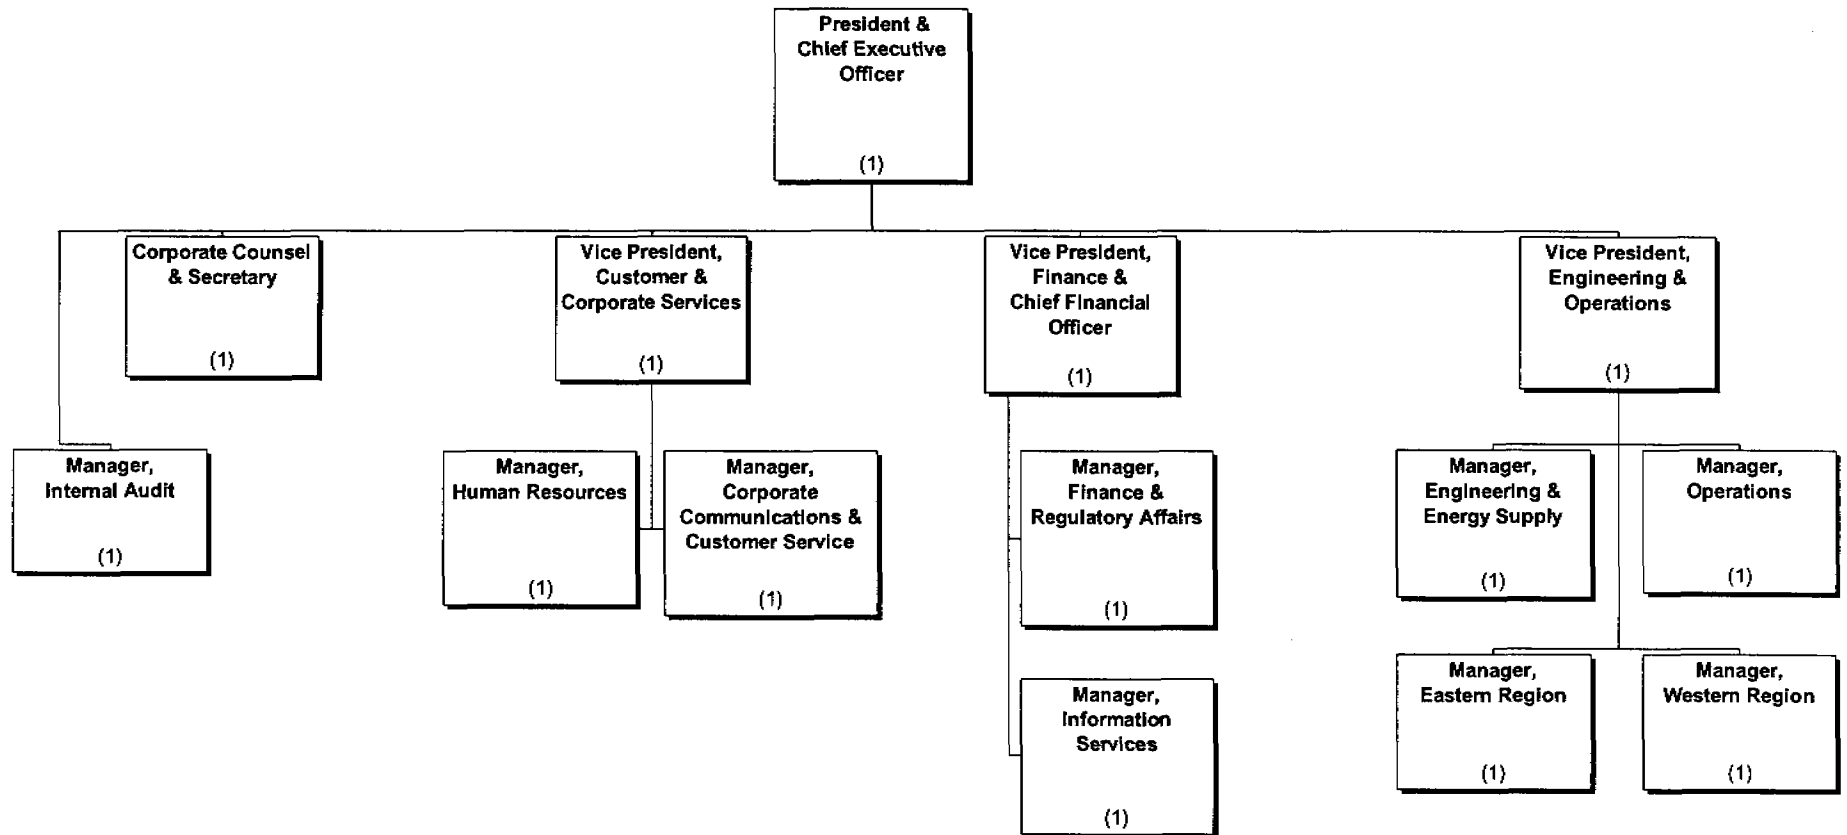 President &
Chief Executive
Officer
(1)
Corporate Counsel
& Secretary
(1)
Vice President,
Customer &
Corporate Services
(1)
Vice President,
Finance &
Chief Financial
Officer
(1)
Vice President,
Engineering &
Operations
(1)
Manager,
Internal Audit
(1)
Manager,
Human Resources
(1)
Manager,
Corporate
Communications &
Customer Service
(1)
Manager,
Finance &
Regulatory Affairs
(1)
Manager,
Engineering &
Energy Supply
(1)
Manager,
Operations
(1)
Manager,
Information
Services
(1)
Manager,
Eastern Region
(1)
Manager,
Western Region
(1)